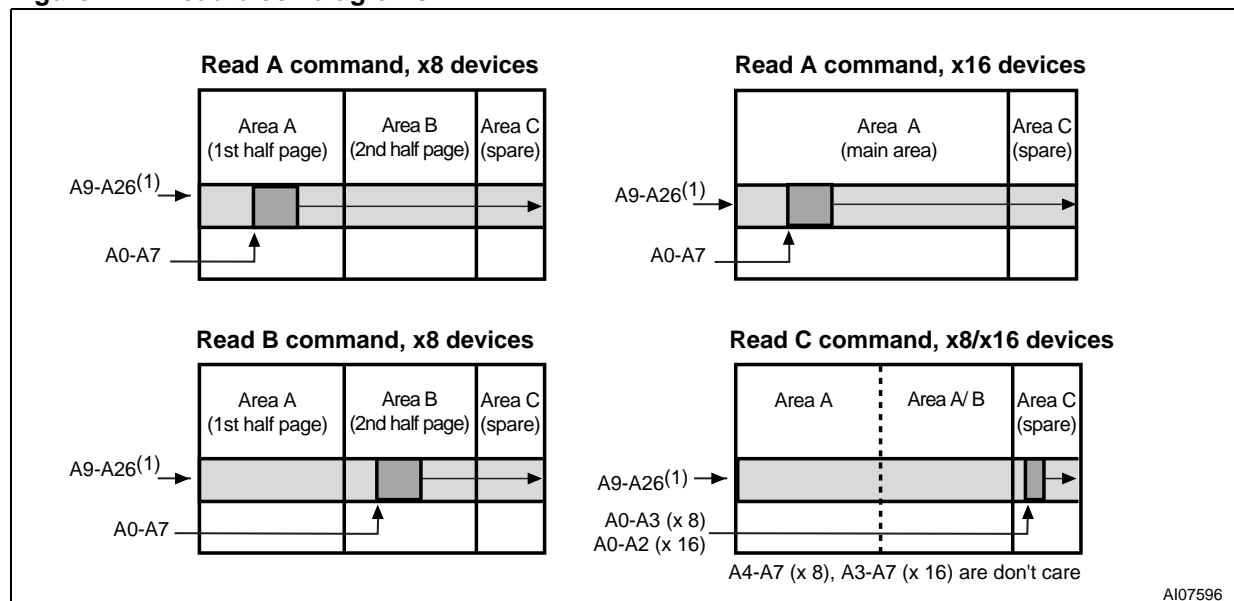 Read A command, x8 devices
Area A
(1st half page)
Area B
(2nd half page)
Area C
(spare)
A9-A26(1)
A0-A7
Read A command, x16 devices
Area A
(main area)
Area C
(spare)
A9-A26(1)
A0-A7
Read B command, x8 devices
Area A
(1st half page)
Area B
(2nd half page)
Area C
(spare)
A9-A26(1)
A0-A7
Read C command, x8/x16 devices
Area A
Area A/ B
Area C
(spare)
A9-A26(1)
A0-A3 (x 8)
A0-A2 (x 16)
A4-A7 (x 8), A3-A7 (x 16) are don't care
AI07596